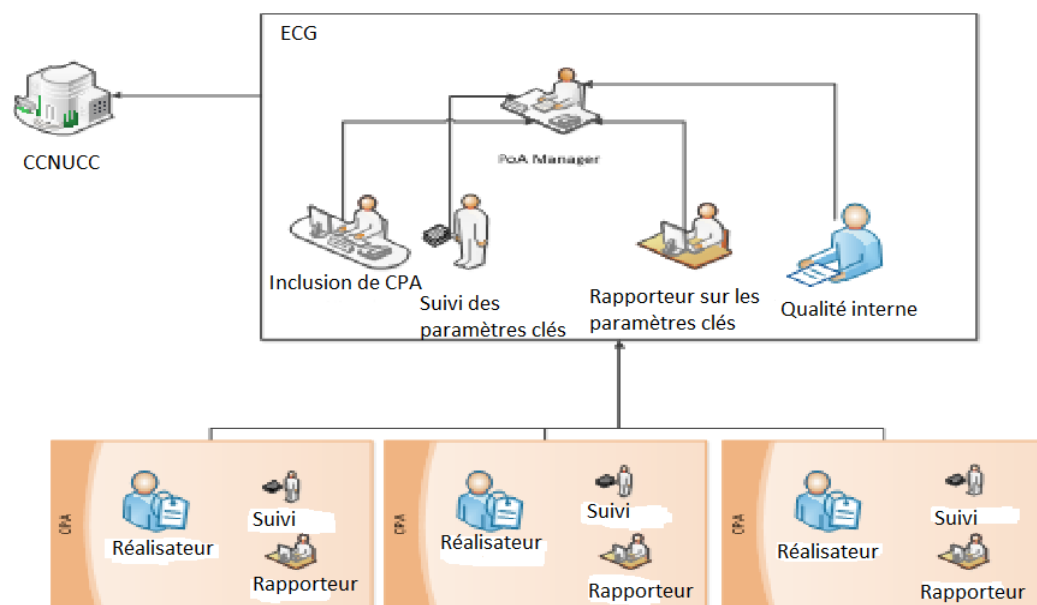 ECG
CCNUCC
PoA Manager
Inclusion de CPA
Suivi des
paramètres clés
Rapporteur sur les
paramètres clés
Qualité interne
CPA
Réalisateur
Suivi
Rapporteur
CPA
Réalisateur
Suivi
Rapporteur
CPA
Réalisateur
Suivi
Rapporteur